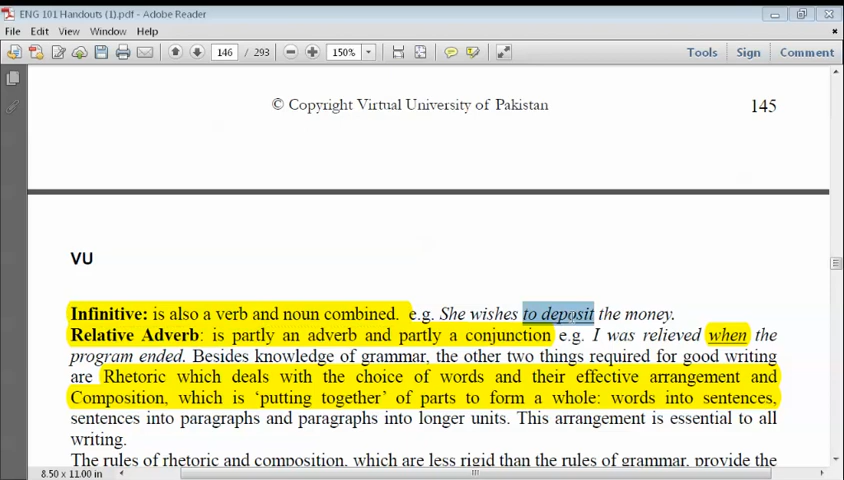 ENG 101 Handouts (1).pdf - Adobe Reader
File Edit View Window Help
146 / 293 150% Tools Sign Comment
© Copyright Virtual University of Pakistan 145
VU
Infinitive: is also a verb and noun combined. e.g. She wishes to deposit the money.
Relative Adverb: is partly an adverb and partly a conjunction e.g. I was relieved when the
program ended. Besides knowledge of grammar, the other two things required for good writing
are Rhetoric which deals with the choice of words and their effective arrangement and
Composition, which is ‘putting together’ of parts to form a whole: words into sentences,
sentences into paragraphs and paragraphs into longer units. This arrangement is essential to all
writing.
The rules of rhetoric and composition, which are less rigid than the rules of grammar, provide the
8.50 x 11.00 in